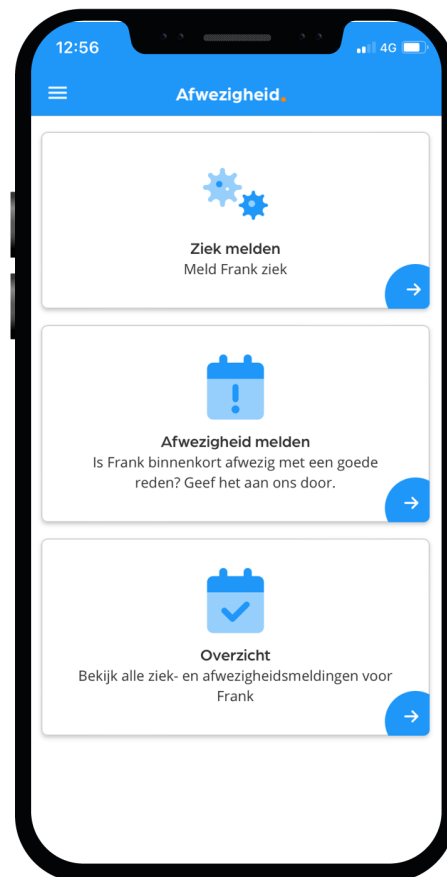 12:56
4G
Afwezigheid.
Ziek melden
Meld Frank ziek
Afwezigheid melden
Is Frank binnenkort afwezig met een goede
reden? Geef het aan ons door.
Overzicht
Bekijk alle ziek- en afwezigheidsmeldingen voor
Frank